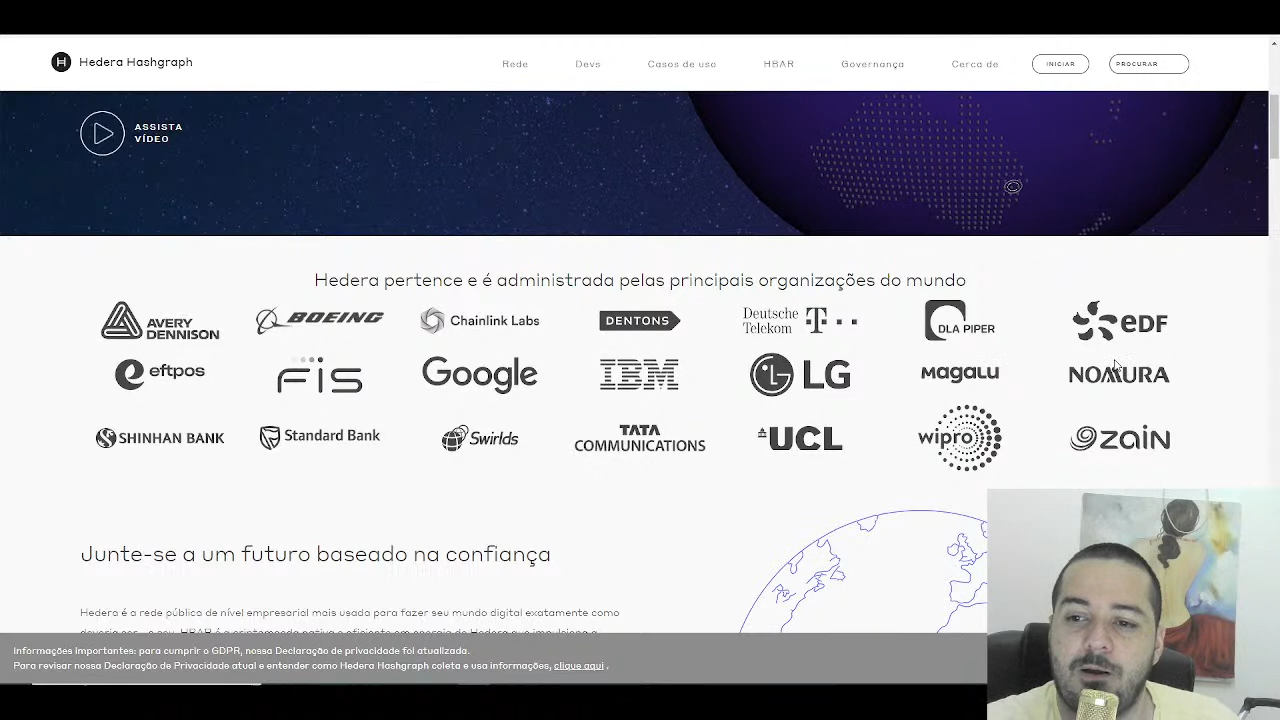 Hedera Hashgraph
Rede Devs Casos de uso HBAR Governança Cerca de INICIAR PROCURAR
ASSISTA
VÍDEO
Hedera pertence e é administrada pelas principais organizações do mundo
AVERY
DENNISON
BOEING
Chainlink Labs
DENTONS
Deutsche
Telekom T
DLA PIPER
eDF
eftpos
FIS
Google
IBM
LG
magalu
NOMURA
SHINHAN BANK
Standard Bank
Swirlds
TATA
COMMUNICATIONS
UCL
wipro
zain
Junte-se a um futuro baseado na confiança
Hedera é a rede pública de nível empresarial mais usada para fazer seu mundo digital exatamente como
Informações Importantes: para cumprir o GDPR, nossa Declaração de privacidade foi atualizada.
Para revisar nossa Declaração de Privacidade atual e entender como Hedera Hashgraph coleta e usa informações, clique aqui .